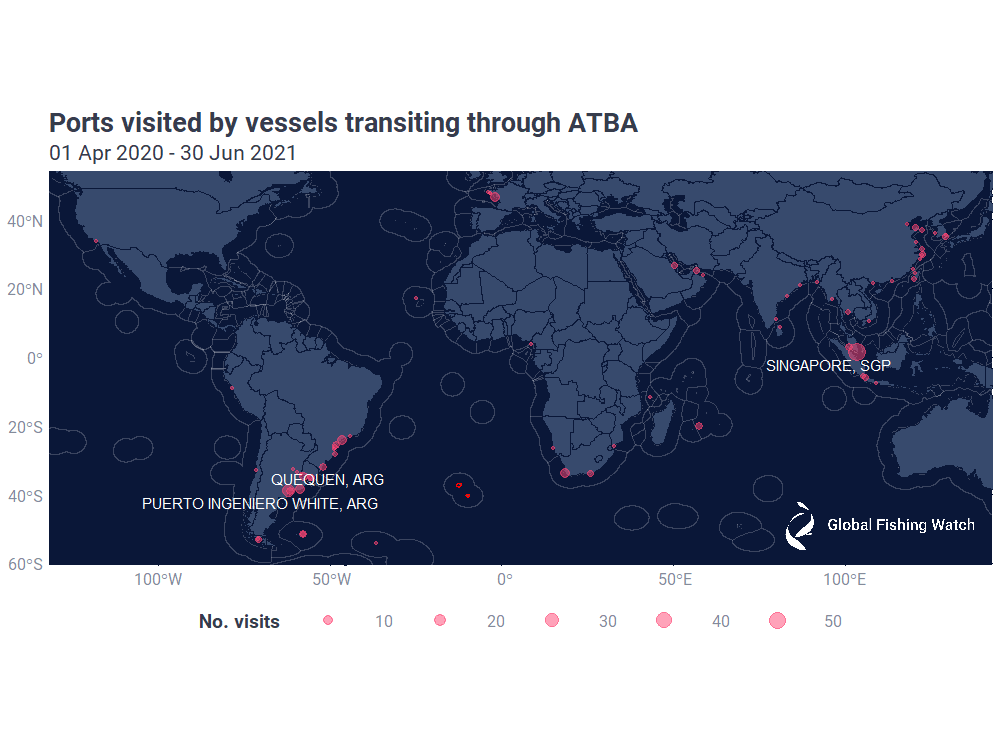 Ports visited by vessels transiting through ATBA
01 Apr 2020 - 30 Jun 2021
40°N
20°N
0°
20°S
40°S
60°S
SINGAPORE, SGP
QUEQUEN, ARG
PUERTO INGENIERO WHITE, ARG
Global Fishing Watch
100°W
50°W
0°
50°E
100°E
No. visits
10
20
30
40
50